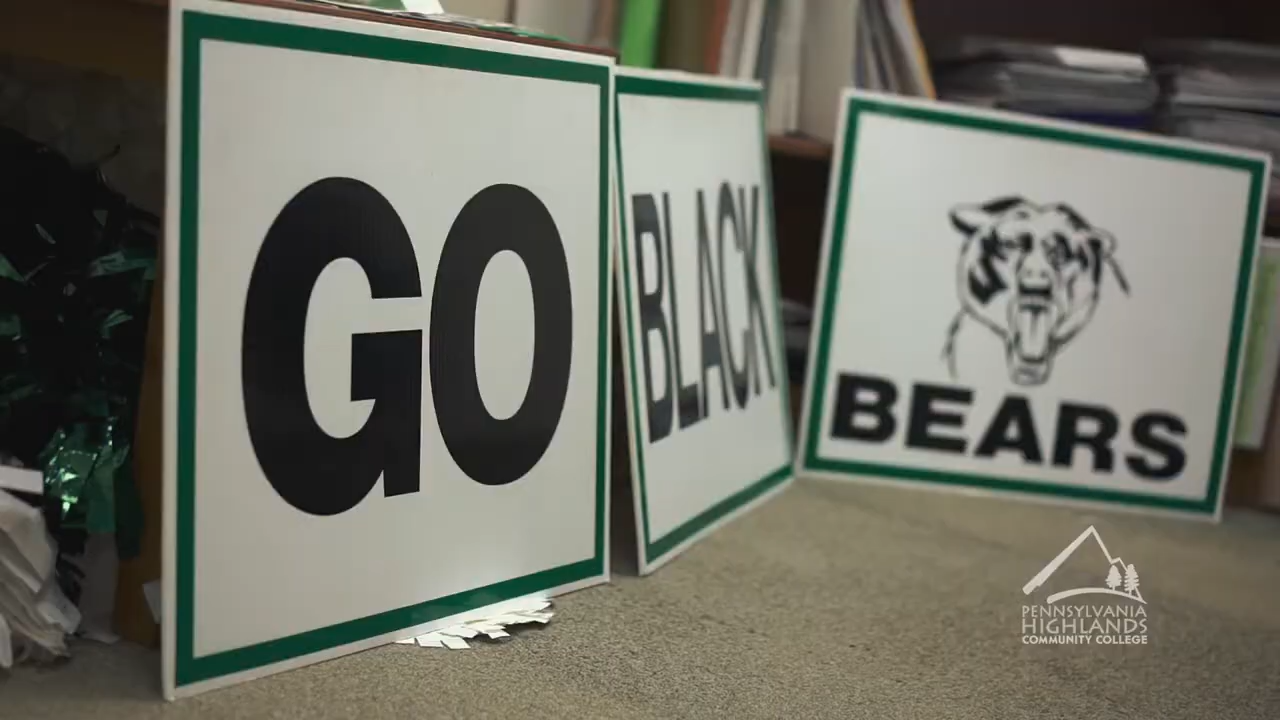 GO
BLACK
BEARS
PENNSYLVANIA
HIGHLANDS
COMMUNITY COLLEGE